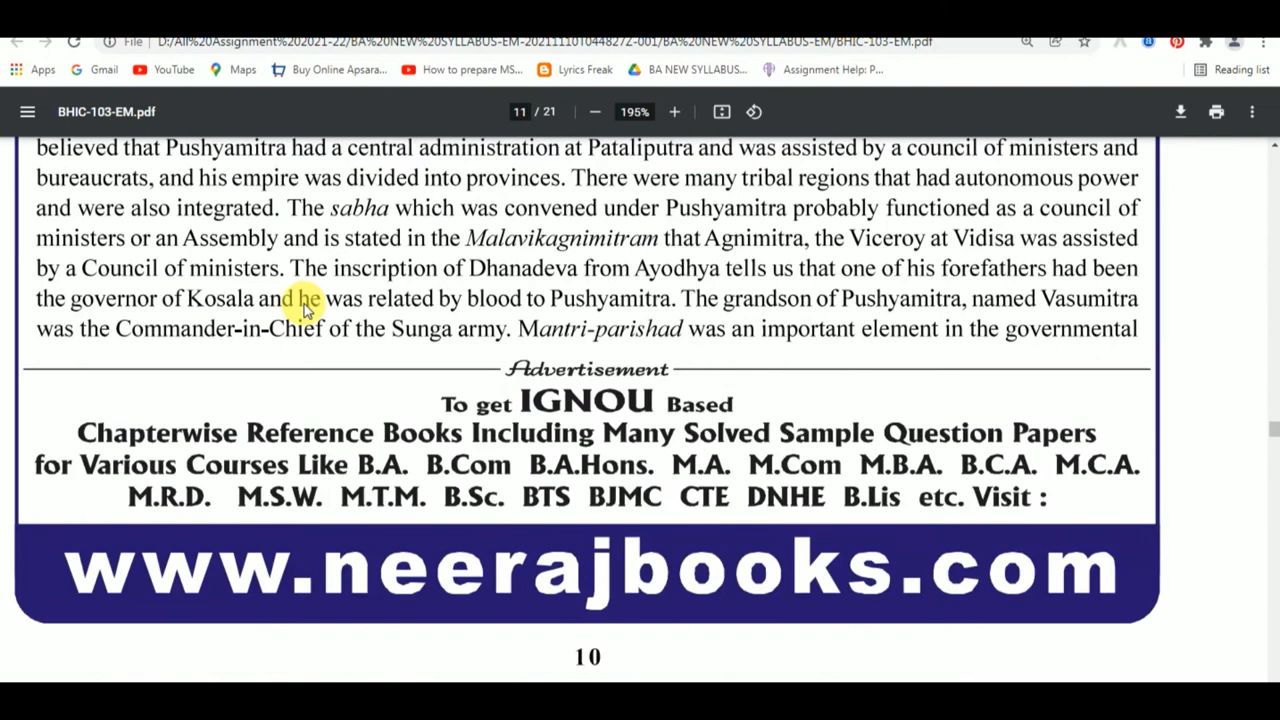 File D:/All%20Assignment%202021-22/BA%20NEW%20SYLLABUS-EM-20211110T044827Z-001/BA%20NEW%20SYLLABUS-EM/BHIC-103-EM.pdf
Apps Gmail YouTube Maps Buy Online Apsara... How to prepare MS... Lyrics Freak BA NEW SYLLABUS... Assignment Help: P... Reading list
BHIC-103-EM.pdf 11 / 21 195%
believed that Pushyamitra had a central administration at Pataliputra and was assisted by a council of ministers and
bureaucrats, and his empire was divided into provinces. There were many tribal regions that had autonomous power
and were also integrated. The sabha which was convened under Pushyamitra probably functioned as a council of
ministers or an Assembly and is stated in the Malavikagnimitram that Agnimitra, the Viceroy at Vidisa was assisted
by a Council of ministers. The inscription of Dhanadeva from Ayodhya tells us that one of his forefathers had been
the governor of Kosala and he was related by blood to Pushyamitra. The grandson of Pushyamitra, named Vasumitra
was the Commander-in-Chief of the Sunga army. Mantri-parishad was an important element in the governmental
Advertisement
To get IGNOU Based
Chapterwise Reference Books Including Many Solved Sample Question Papers
for Various Courses Like B.A. B.Com B.A.Hons. M.A. M.Com M.B.A. B.C.A. M.C.A.
M.R.D. M.S.W. M.T.M. B.Sc. BTS BJMC CTE DNHE B.Lis etc. Visit :
www.neerajbooks.com
10